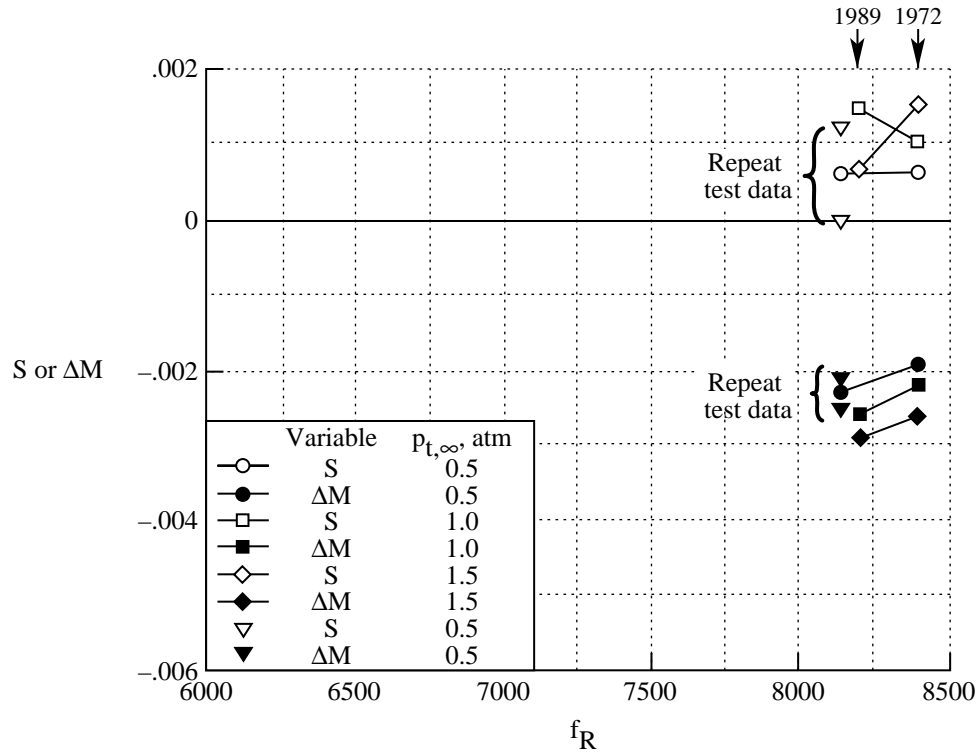 1989 1972
.002
Repeat
test data
0
S or ΔM
–.002
Repeat
test data
Variable p_t,∞, atm
S 0.5
ΔM 0.5
S 1.0
ΔM 1.0
S 1.5
ΔM 1.5
S 0.5
ΔM 0.5
–.004
–.006
6000 6500 7000 7500 8000 8500
f_R